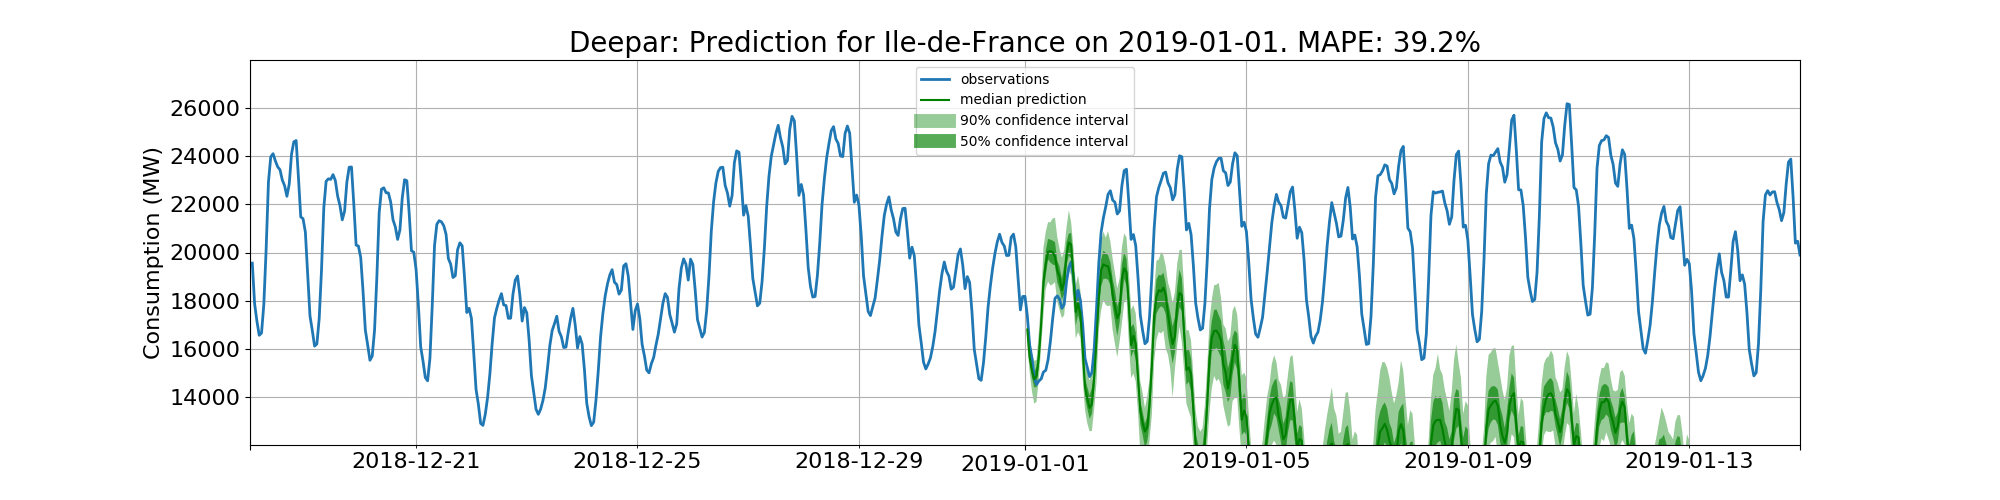 Deepar: Prediction for Ile-de-France on 2019-01-01. MAPE: 39.2%
observations
median prediction
90% confidence interval
50% confidence interval
Consumption (MW)
26000
24000
22000
20000
18000
16000
14000
2018-12-21
2018-12-25
2018-12-29
2019-01-01
2019-01-05
2019-01-09
2019-01-13